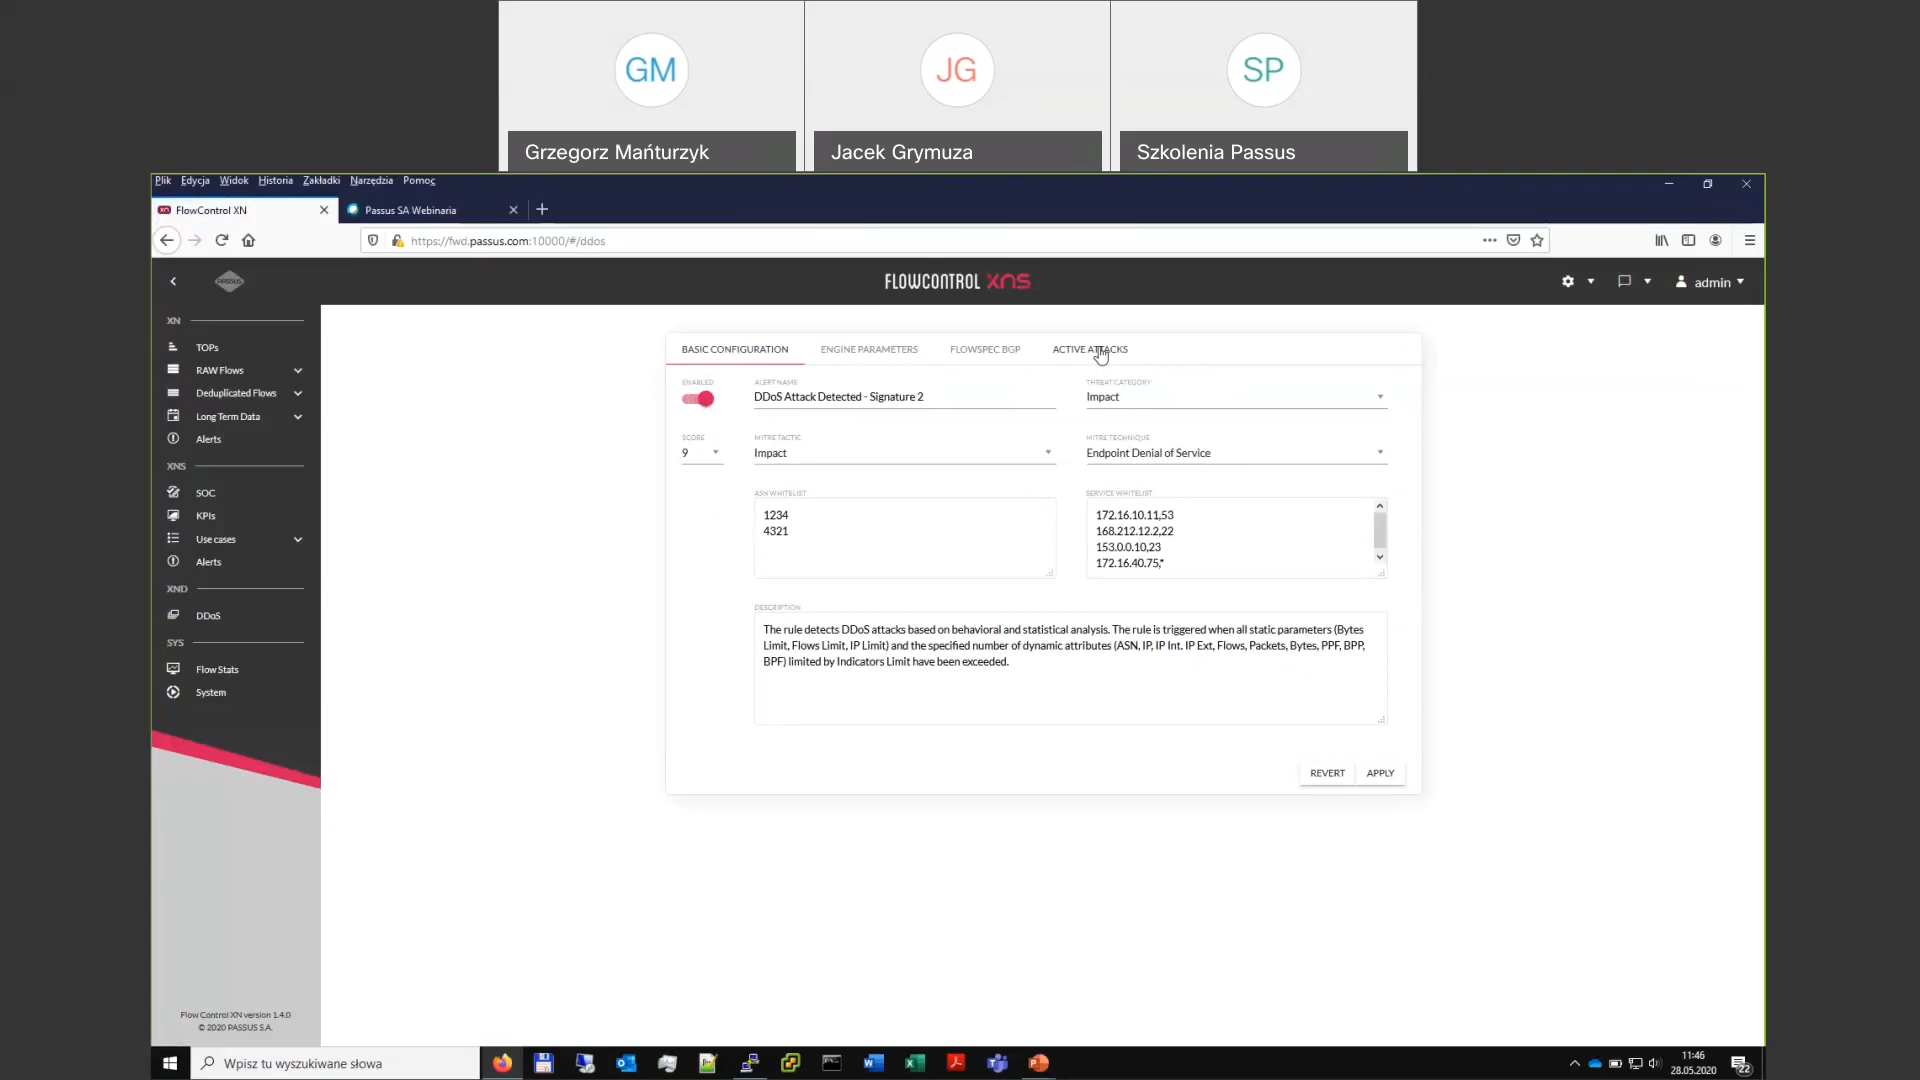 GM
JG
SP
Grzegorz Mańturzyk
Jacek Grymuza
Szkolenia Passus
Plik Edycja Widok Historia Zakładki Narzędzia Pomoc
FlowControl XN
Passus SA Webinaria
https://fwd.passus.com:10000/#/ddos
PASSUS
FLOWCONTROL XNS
admin
XN
TOPs
RAW Flows
Deduplicated Flows
Long Term Data
Alerts
XNS
SOC
KPIs
Use cases
Alerts
XND
DDoS
SYS
Flow Stats
System
Flow Control XN version 1.4.0
© 2020 PASSUS S.A.
BASIC CONFIGURATION ENGINE PARAMETERS FLOWSPEC BGP ACTIVE ATTACKS
ENABLED
ALERT NAME
DDoS Attack Detected - Signature 2
THREAT CATEGORY
Impact
SCORE
9
MITRE TACTIC
Impact
MITRE TECHNIQUE
Endpoint Denial of Service
ASN WHITELIST
1234
4321
SERVICE WHITELIST
172.16.10.11,53
168.212.12.2,22
153.0.0.10,23
172.16.40.75,*
DESCRIPTION
The rule detects DDoS attacks based on behavioral and statistical analysis. The rule is triggered when all static parameters (Bytes
Limit, Flows Limit, IP Limit) and the specified number of dynamic attributes (ASN, IP, IP Int. IP Ext, Flows, Packets, Bytes, PPF, BPP,
BPF) limited by Indicators Limit have been exceeded.
REVERT APPLY
Wpisz tu wyszukiwane słowa
11:46
28.05.2020
22